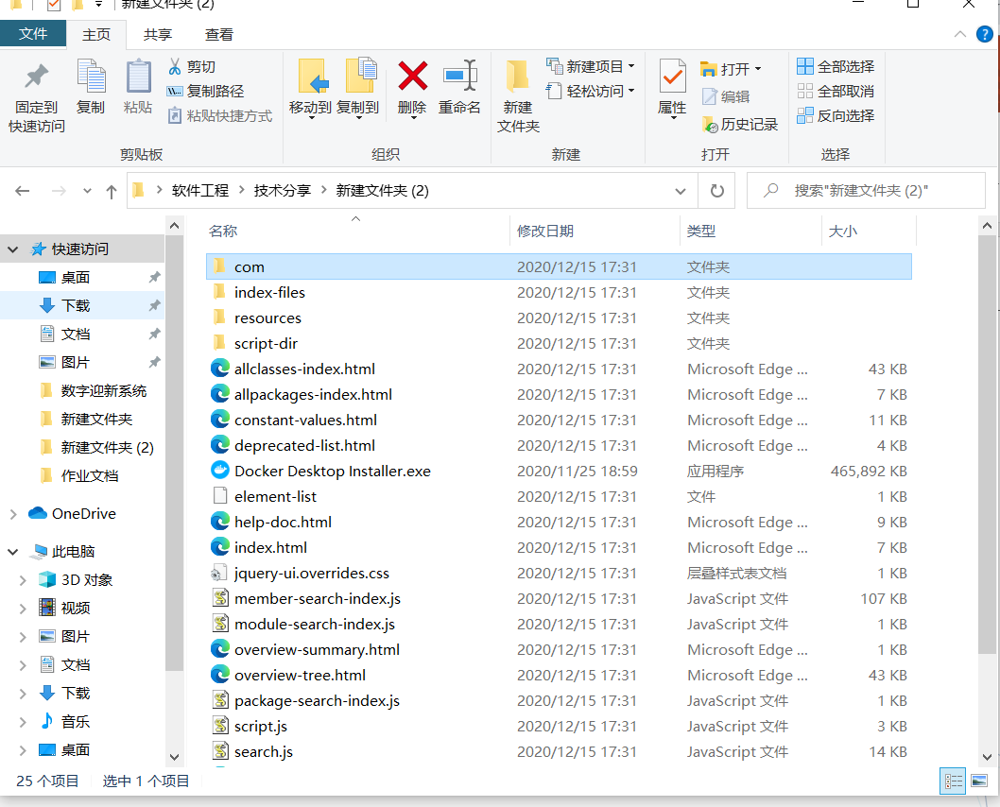 新建文件夹 (2)
文件 主页 共享 查看
固定到快速访问 复制 粘贴 剪切 复制路径 粘贴快捷方式
移动到 复制到 删除 重命名
新建文件夹 新建项目 轻松访问
属性 打开 编辑 历史记录
全部选择 全部取消 反向选择
剪贴板 组织 新建 打开 选择
软件工程 技术分享 新建文件夹 (2) 搜索"新建文件夹 (2)"
快速访问
桌面
下载
文档
图片
数字迎新系统
新建文件夹
新建文件夹 (2)
作业文档
OneDrive
此电脑
3D 对象
视频
图片
文档
下载
音乐
桌面
名称 修改日期 类型 大小
com 2020/12/15 17:31 文件夹
index-files 2020/12/15 17:31 文件夹
resources 2020/12/15 17:31 文件夹
script-dir 2020/12/15 17:31 文件夹
allclasses-index.html 2020/12/15 17:31 Microsoft Edge ... 43 KB
allpackages-index.html 2020/12/15 17:31 Microsoft Edge ... 7 KB
constant-values.html 2020/12/15 17:31 Microsoft Edge ... 11 KB
deprecated-list.html 2020/12/15 17:31 Microsoft Edge ... 4 KB
Docker Desktop Installer.exe 2020/11/25 18:59 应用程序 465,892 KB
element-list 2020/12/15 17:31 文件 1 KB
help-doc.html 2020/12/15 17:31 Microsoft Edge ... 9 KB
index.html 2020/12/15 17:31 Microsoft Edge ... 7 KB
jquery-ui.overrides.css 2020/12/15 17:31 层叠样式表文档 1 KB
member-search-index.js 2020/12/15 17:31 JavaScript 文件 107 KB
module-search-index.js 2020/12/15 17:31 JavaScript 文件 1 KB
overview-summary.html 2020/12/15 17:31 Microsoft Edge ... 1 KB
overview-tree.html 2020/12/15 17:31 Microsoft Edge ... 43 KB
package-search-index.js 2020/12/15 17:31 JavaScript 文件 1 KB
script.js 2020/12/15 17:31 JavaScript 文件 3 KB
search.js 2020/12/15 17:31 JavaScript 文件 14 KB
25 个项目 选中 1 个项目